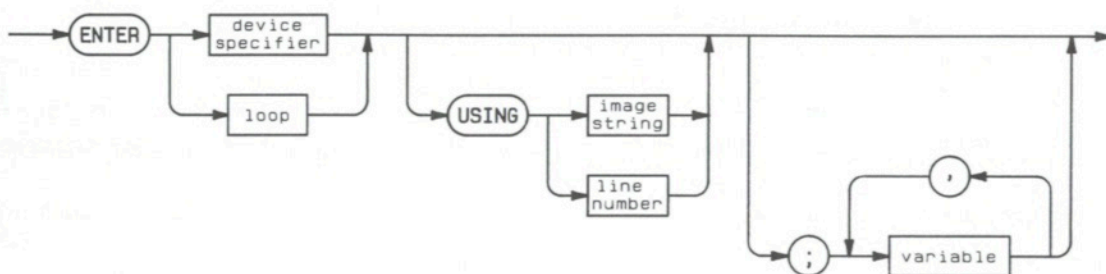 ENTER
device
specifier
loop
USING
image
string
line
number
;
,
variable